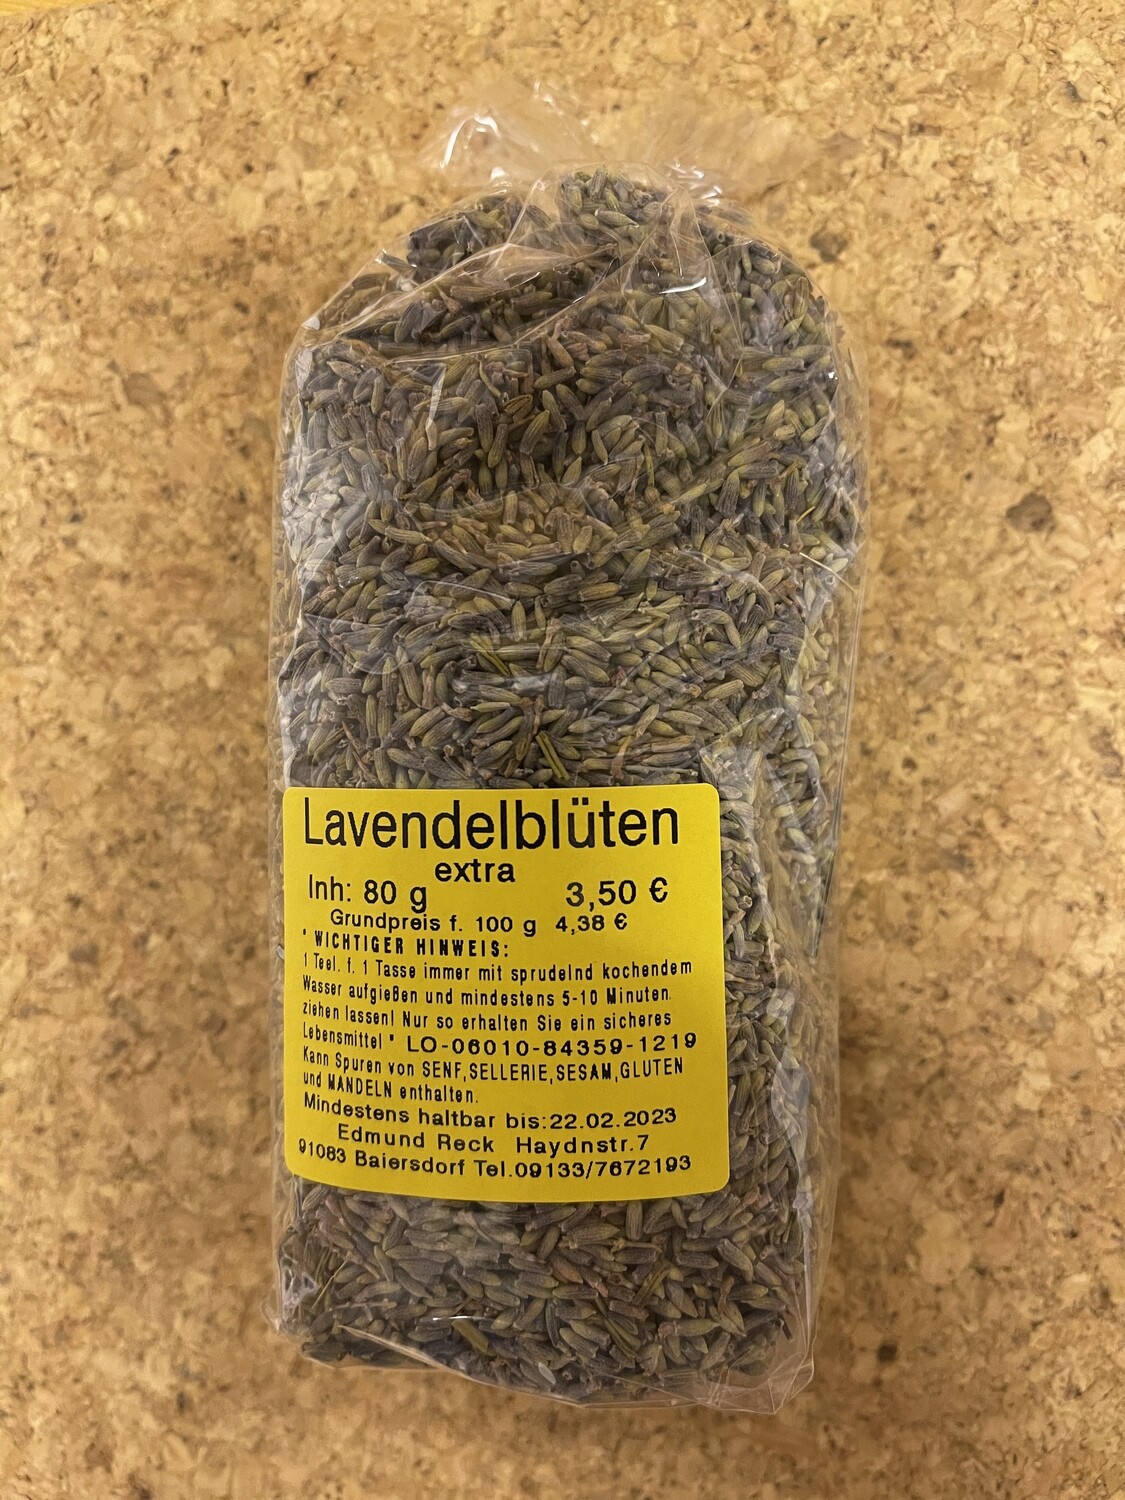 Lavendelblüten
extra
Inh: 80 g 3,50 €
Grundpreis f. 100 g 4,38 €
" WICHTIGER HINWEIS:
1 Teel. f. 1 Tasse immer mit sprudelnd kochendem
Wasser aufgießen und mindestens 5-10 Minuten
ziehen lassen! Nur so erhalten Sie ein sicheres
Lebensmittel " LO-06010-84359-1219
Kann Spuren von SENF,SELLERIE,SESAM,GLUTEN
und MANDELN enthalten.
Mindestens haltbar bis:22.02.2023
Edmund Reck Haydnstr.7
91083 Baiersdorf Tel.09133/7672193